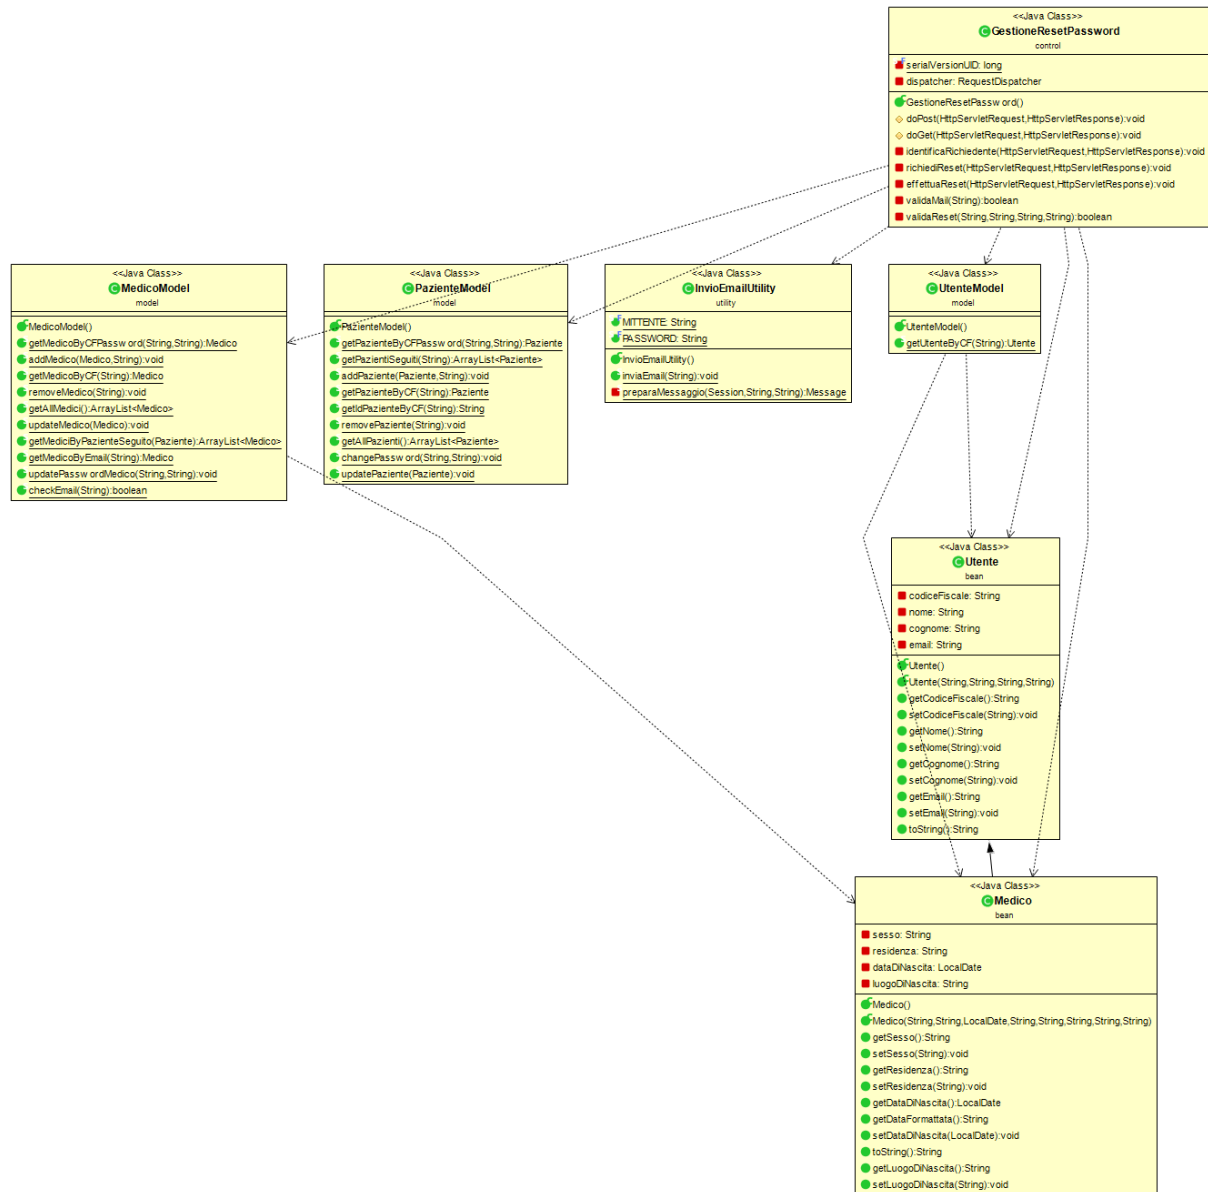 <<Java Class>>
GestioneResetPassword
control
serialVersionUID: long
dispatcher: RequestDispatcher
GestioneResetPassword()
doPost(HttpServletRequest,HttpServletResponse):void
doGet(HttpServletRequest,HttpServletResponse):void
identificaRichiedente(HttpServletRequest,HttpServletResponse):void
richiediReset(HttpServletRequest,HttpServletResponse):void
effettuaReset(HttpServletRequest,HttpServletResponse):void
validaMail(String):boolean
validaReset(String,String,String,String):boolean
<<Java Class>>
MedicoModel
model
MedicoModel()
getMedicoByCFPassword(String,String):Medico
addMedico(Medico,String):void
getMedicoByCF(String):Medico
removeMedico(String):void
getAllMedici():ArrayList<Medico>
updateMedico(Medico):void
getMediciByPazienteSeguito(Paziente):ArrayList<Medico>
getMedicoByEmail(String):Medico
updatePasswordMedico(String,String):void
checkEmail(String):boolean
<<Java Class>>
PazienteModel
model
PazienteModel()
getPazienteByCFPassword(String,String):Paziente
getPazientiSeguiti(String):ArrayList<Paziente>
addPaziente(Paziente,String):void
getPazienteByCF(String):Paziente
getIdPazienteByCF(String):String
removePaziente(String):void
getAllPazienti():ArrayList<Paziente>
changePassword(String,String):void
updatePaziente(Paziente):void
<<Java Class>>
InvioEmailUtility
utility
MITTENTE: String
PASSWORD: String
InvioEmailUtility()
inviaEmail(String):void
preparaMessaggio(Session,String,String):Message
<<Java Class>>
UtenteModel
model
UtenteModel()
getUtenteByCF(String):Utente
<<Java Class>>
Utente
bean
codiceFiscale: String
nome: String
cognome: String
email: String
Utente()
Utente(String,String,String,String)
getCodiceFiscale():String
setCodiceFiscale(String):void
getNome():String
setNome(String):void
getCognome():String
setCognome(String):void
getEmail():String
setEmail(String):void
toString():String
<<Java Class>>
Medico
bean
sesso: String
residenza: String
dataDiNascita: LocalDate
luogoDiNascita: String
Medico()
Medico(String,String,LocalDate,String,String,String,String,String)
getSesso():String
setSesso(String):void
getResidenza():String
setResidenza(String):void
getDataDiNascita():LocalDate
getDataFormattata():String
setDataDiNascita(LocalDate):void
toString():String
getLuogoDiNascita():String
setLuogoDiNascita(String):void